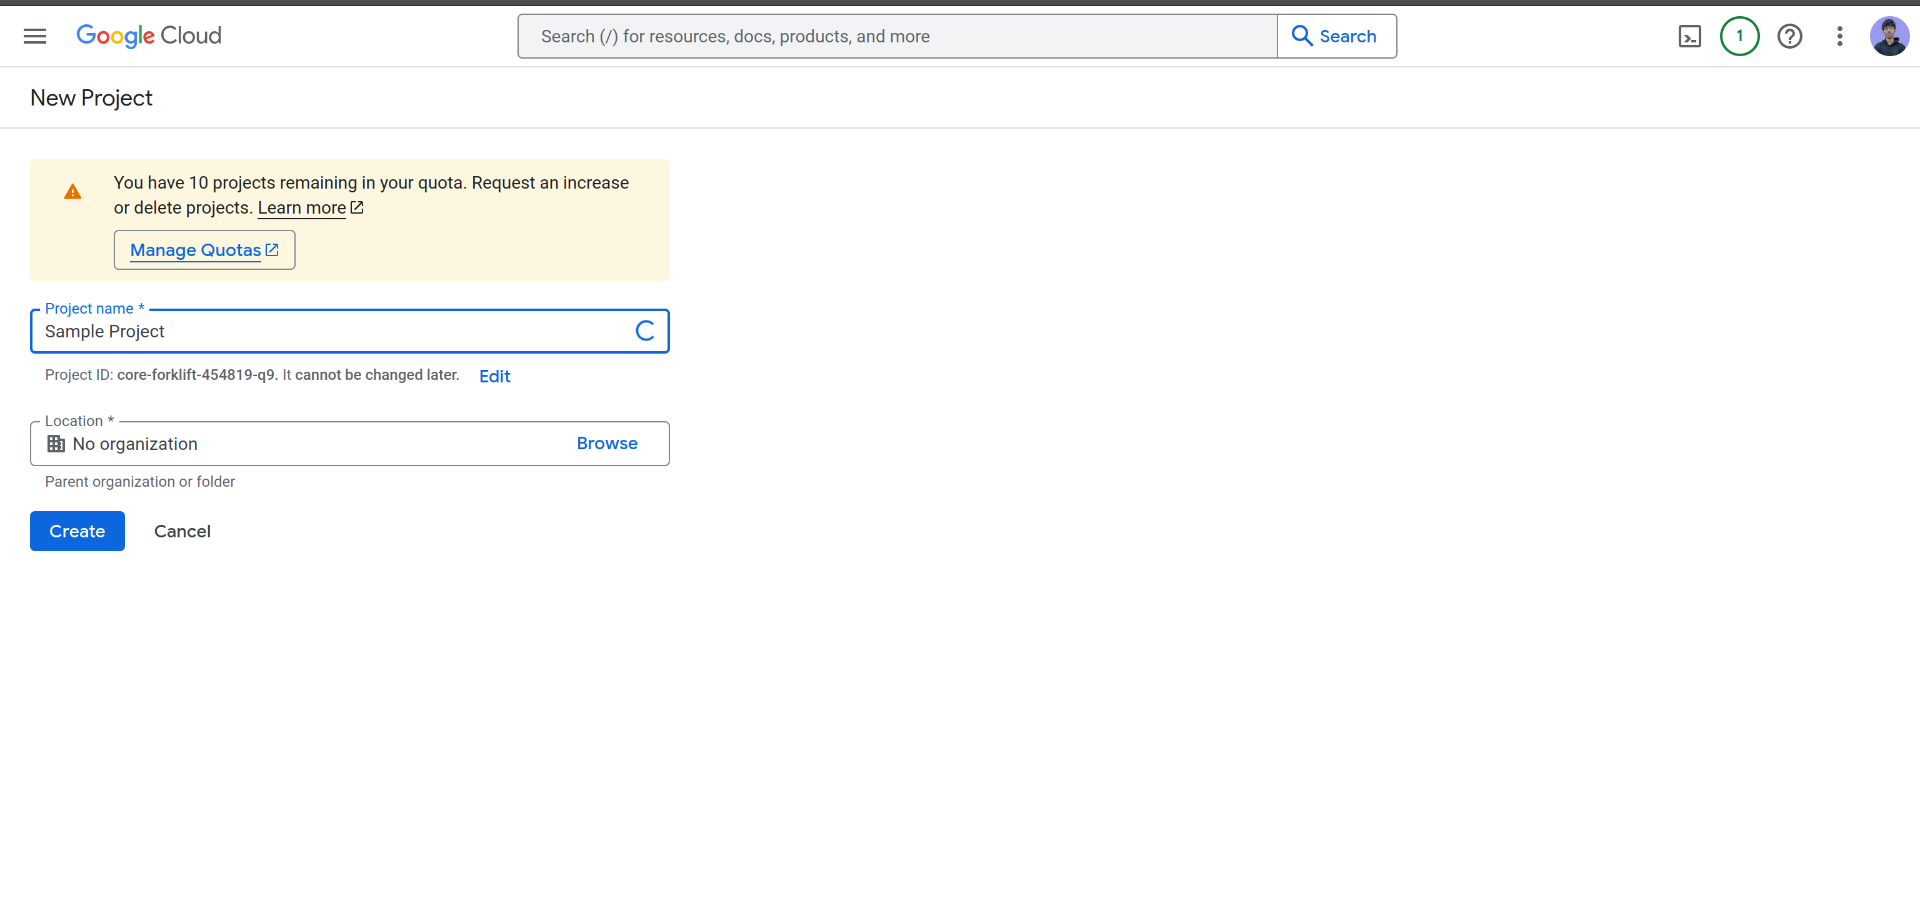 Google Cloud
Search (/) for resources, docs, products, and more
Search
1
New Project
You have 10 projects remaining in your quota. Request an increase
or delete projects. Learn more
Manage Quotas
Project name *
Sample Project
Project ID: core-forklift-454819-q9. It cannot be changed later. Edit
Location *
No organization
Browse
Parent organization or folder
Create
Cancel